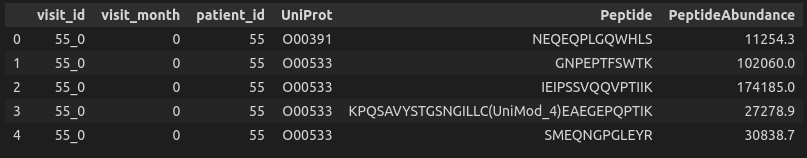 visit_id visit_month patient_id UniProt Peptide PeptideAbundance
0 55_0 0 55 O00391 NEQEQPLGQWHLS 11254.3
1 55_0 0 55 O00533 GNPEPTFSWTK 102060.0
2 55_0 0 55 O00533 IEIPSSVQQVPTIIK 174185.0
3 55_0 0 55 O00533 KPQSAVYSTGSNGILLC(UniMod_4)EAEGEPQPTIK 27278.9
4 55_0 0 55 O00533 SMEQNGPGLEYR 30838.7